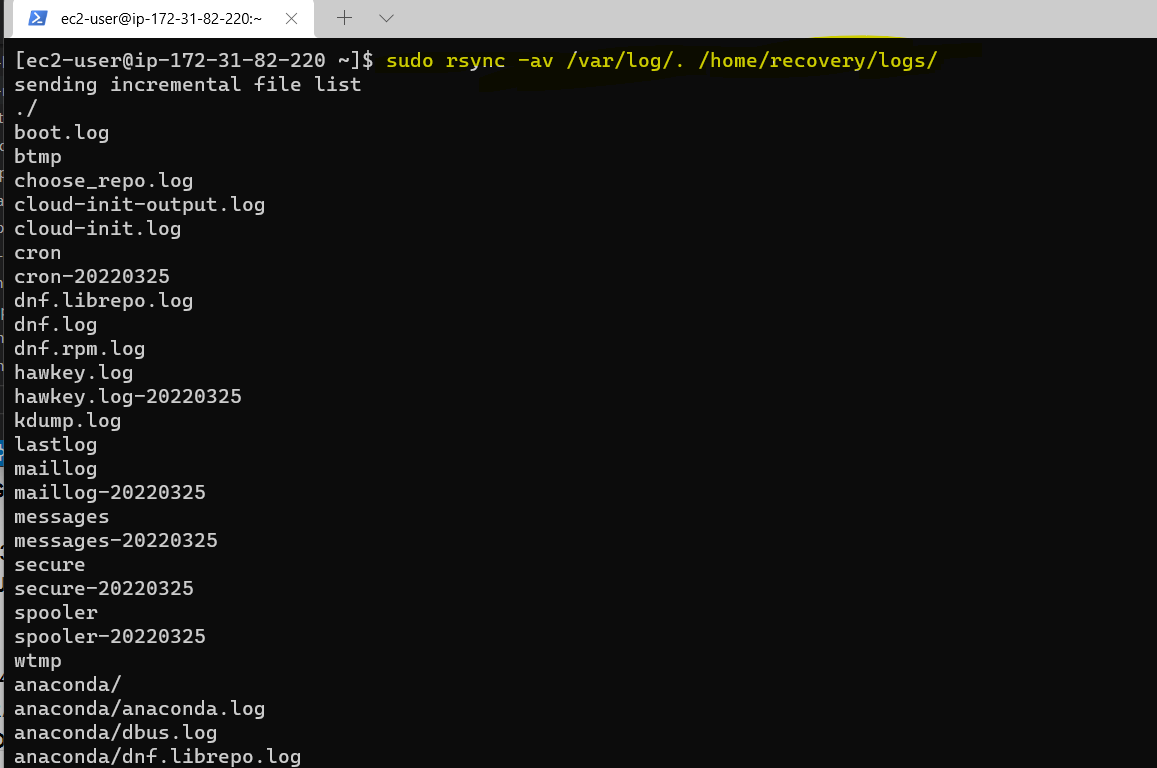 ec2-user@ip-172-31-82-220:~
[ec2-user@ip-172-31-82-220 ~]$ sudo rsync -av /var/log/. /home/recovery/logs/
sending incremental file list
./
boot.log
btmp
choose_repo.log
cloud-init-output.log
cloud-init.log
cron
cron-20220325
dnf.librepo.log
dnf.log
dnf.rpm.log
hawkey.log
hawkey.log-20220325
kdump.log
lastlog
maillog
maillog-20220325
messages
messages-20220325
secure
secure-20220325
spooler
spooler-20220325
wtmp
anaconda/
anaconda/anaconda.log
anaconda/dbus.log
anaconda/dnf.librepo.log